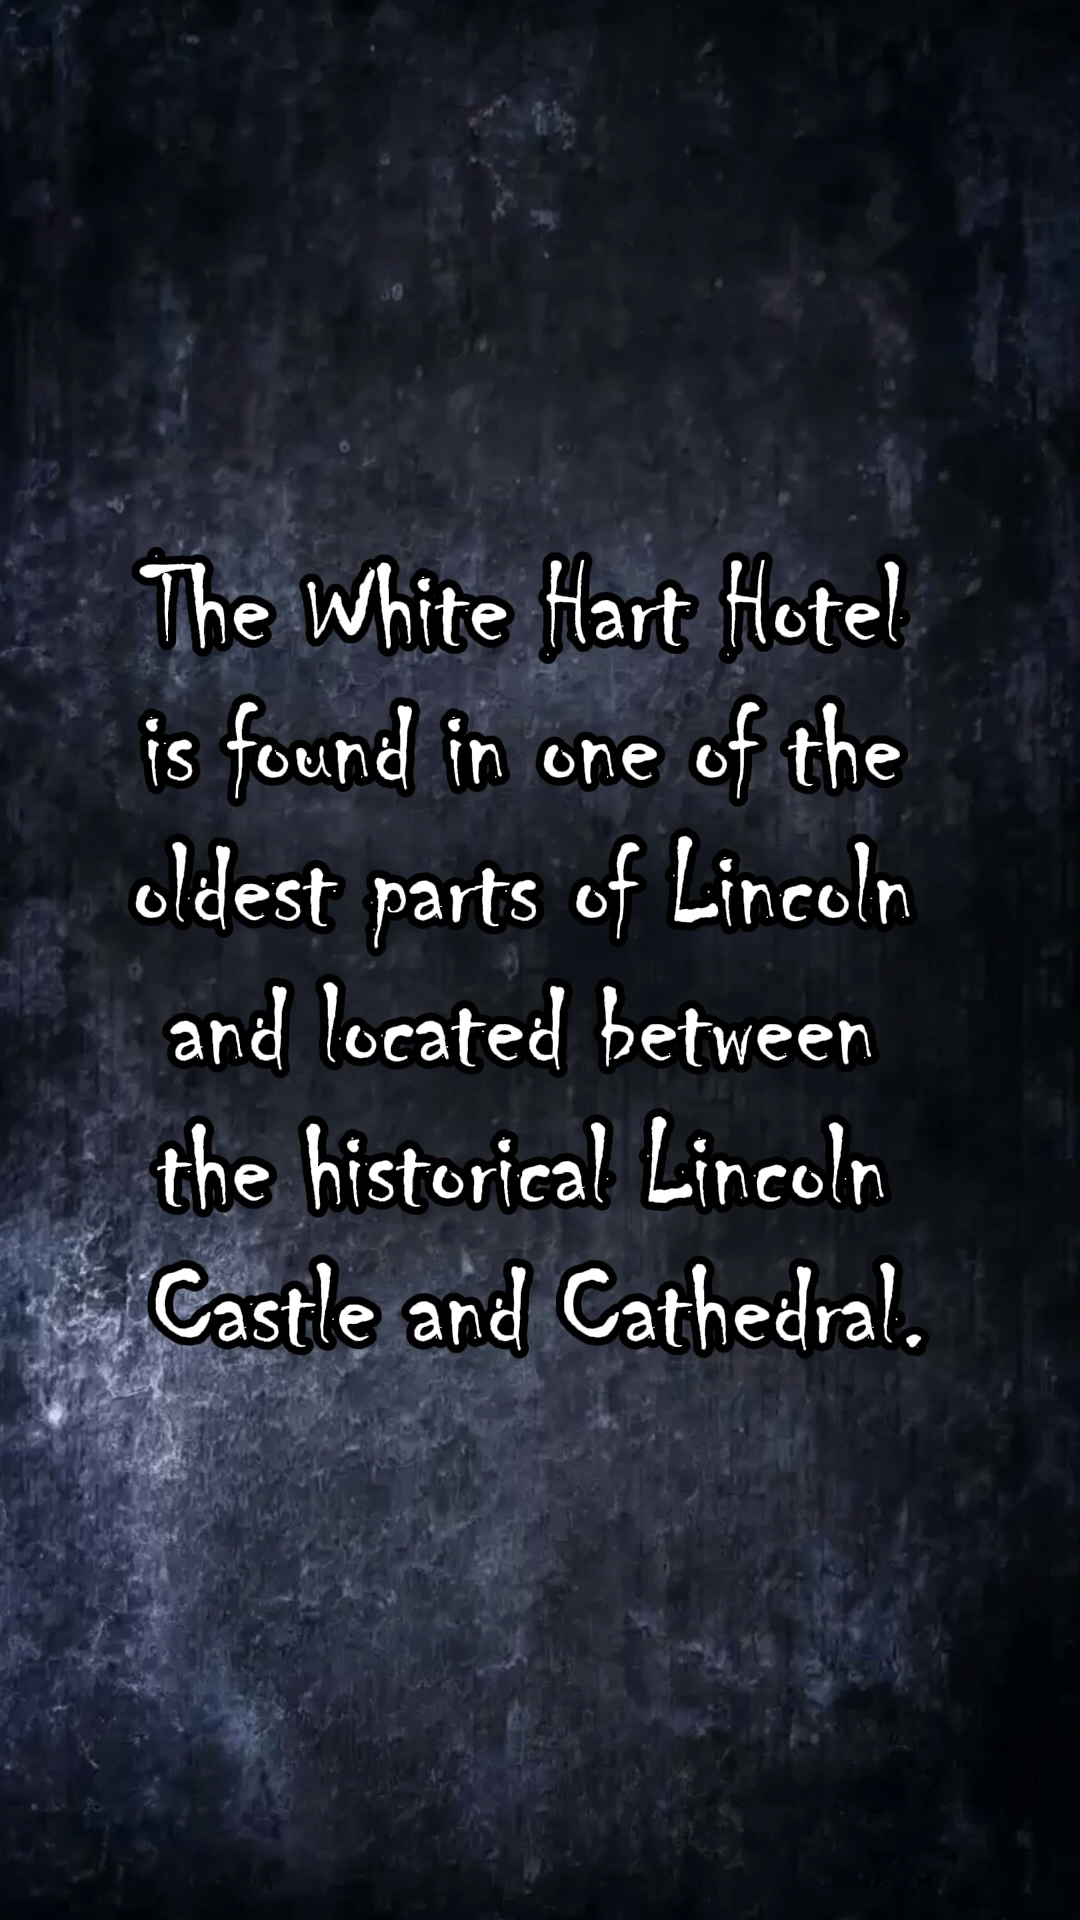 The White Hart Hotel
is found in one of the
oldest parts of Lincoln
and located between
the historical Lincoln
Castle and Cathedral.